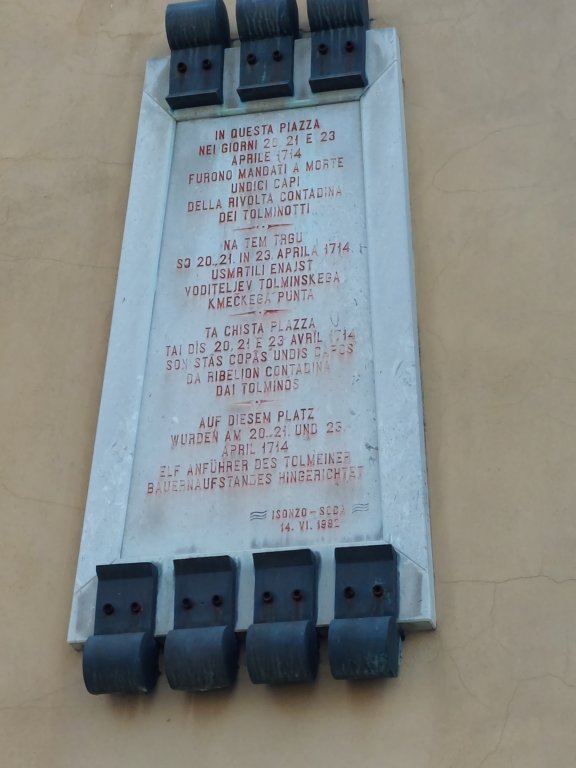 IN QUESTA PIAZZA
NEI GIORNI 20 21 E 23
APRILE 1714
FURONO MANDATI A MORTE
UNDICI CAPI
DELLA RIVOLTA CONTADINA
DEI TOLMINOTTI
NA TEM TRGU
SO 20., 21. IN 23. APRILA 1714.
USMRTILI ENAJST
VODITELJEV TOLMINSKEGA
KMEČKEGA PUNTA
TA CHISTA PLAZZA
TAI DIS 20. 21 E 23 AVRIL 1714
SON STÂS COPÂS UNDIS CAPOS
DA RIBELION CONTADINA
DAI TOLMINOS
AUF DIESEM PLATZ
WURDEN AM 20., 21. UND 23.
APRIL 1714
ELF ANFÜHRER DES TOLMEINER
BAUERNAUFSTANDES HINGERICHTET
ISONZO - SOČA
14. VI. 1992